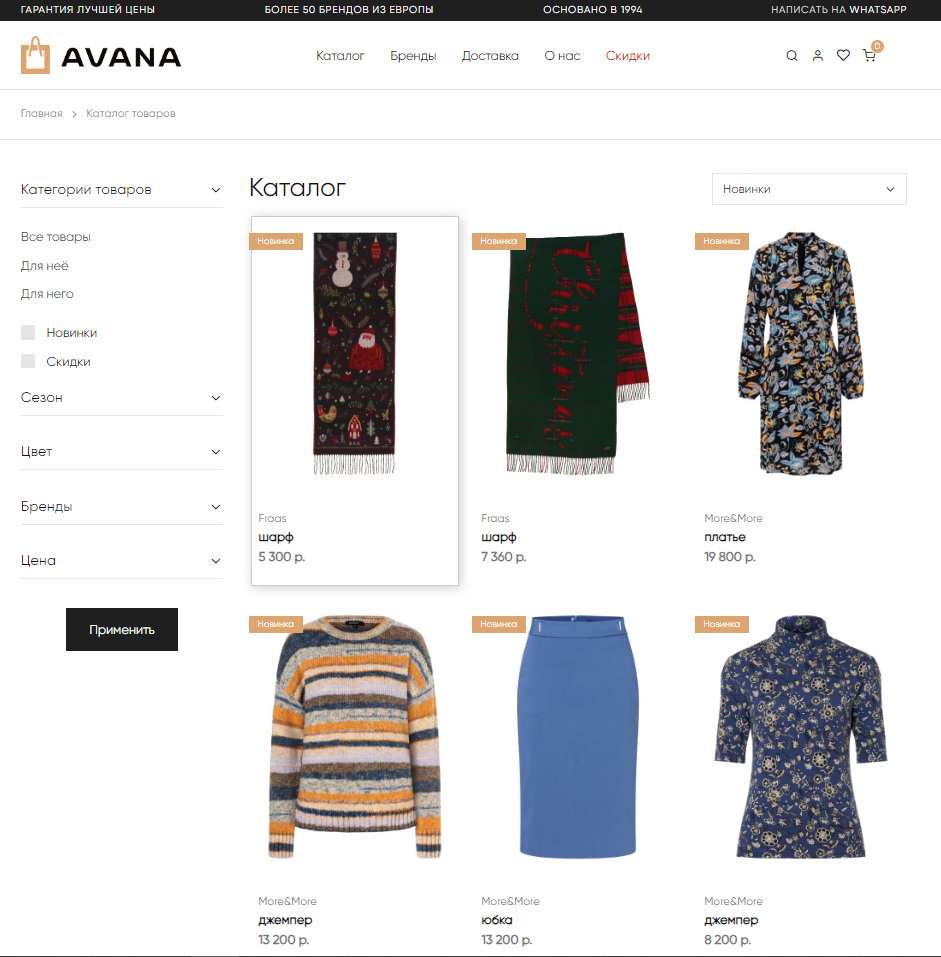 ГАРАНТИЯ ЛУЧШЕЙ ЦЕНЫ
БОЛЕЕ 50 БРЕНДОВ ИЗ ЕВРОПЫ
ОСНОВАНО В 1994
НАПИСАТЬ НА WHATSAPP
AVANA
Каталог
Бренды
Доставка
О нас
Скидки
0
Главная > Каталог товаров
Категории товаров
Все товары
Для неё
Для него
Новинки
Скидки
Сезон
Цвет
Бренды
Цена
Применить
Каталог
Новинки
Новинка
Fraas
шарф
5 300 р.
Новинка
Christmas
Fraas
шарф
7 360 р.
Новинка
More&More
платье
19 800 р.
Новинка
More&More
джемпер
13 200 р.
Новинка
More&More
юбка
13 200 р.
Новинка
More&More
джемпер
8 200 р.